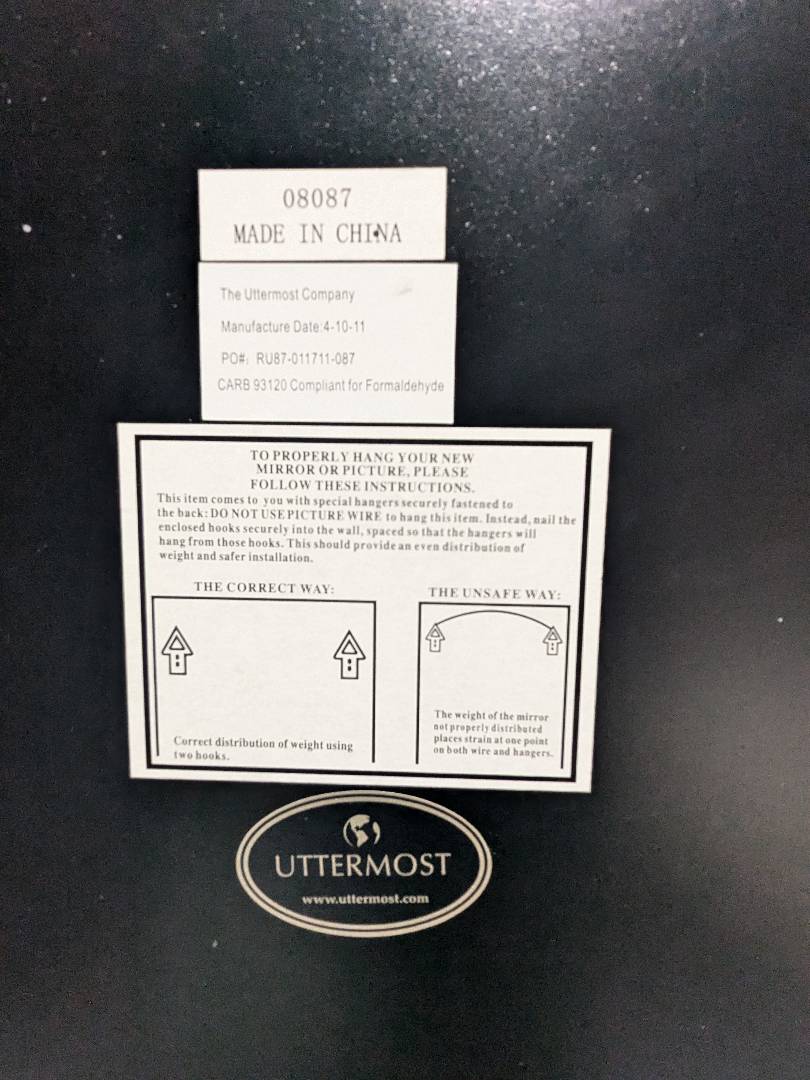 08087
MADE IN CHINA
The Uttermost Company
Manufacture Date:4-10-11
PO#: RU87-011711-087
CARB 93120 Compliant for Formaldehyde
TO PROPERLY HANG YOUR NEW
MIRROR OR PICTURE, PLEASE
FOLLOW THESE INSTRUCTIONS.
This item comes to you with special hangers securely fastened to
the back: DO NOT USE PICTURE WIRE to hang this item. Instead, nail the
enclosed hooks securely into the wall, spaced so that the hangers will
hang from those hooks. This should provide an even distribution of
weight and safer installation.
THE CORRECT WAY:
Correct distribution of weight using
two hooks.
THE UNSAFE WAY:
The weight of the mirror
not properly distributed
places strain at one point
on both wire and hangers.
UTTERMOST
www.uttermost.com